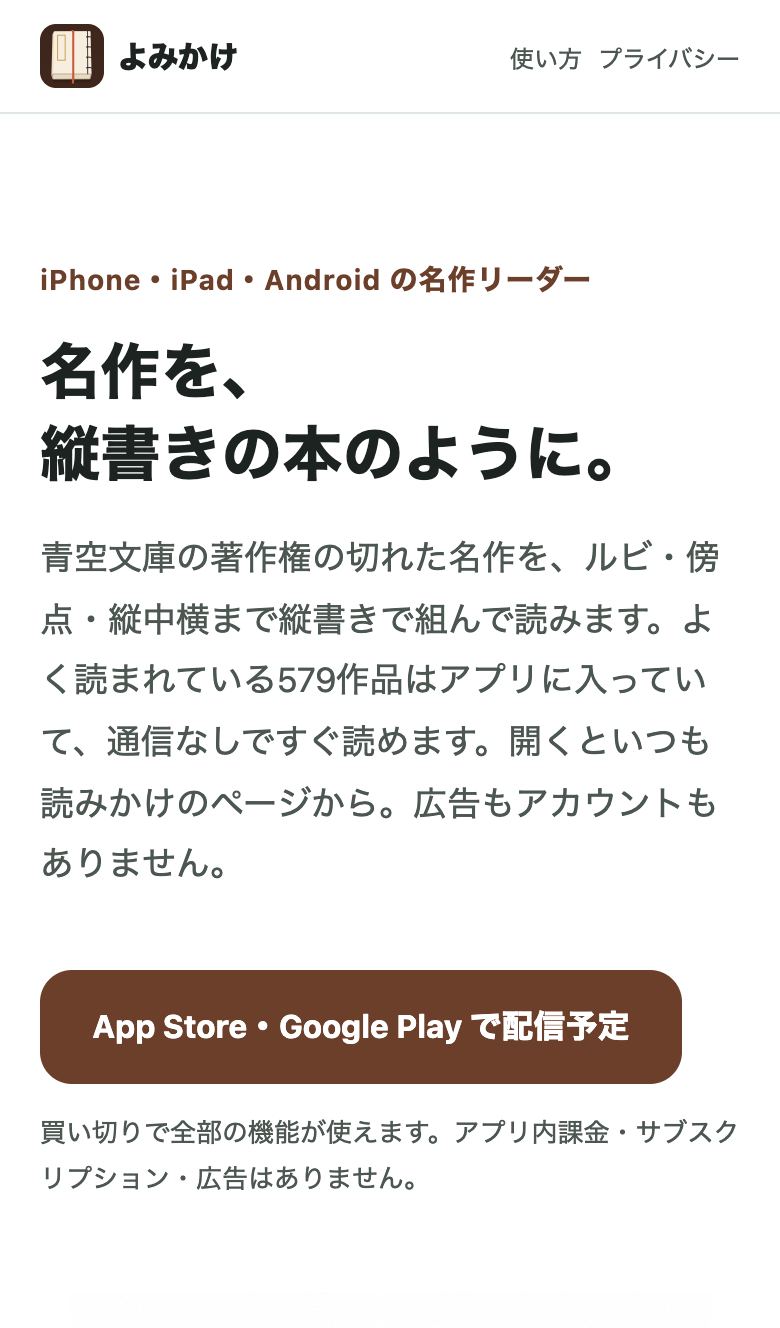 よみかけ
使い方 プライバシー
iPhone・iPad・Android の名作リーダー
名作を、
縦書きの本のように。
青空文庫の著作権の切れた名作を、ルビ・傍
点・縦中横まで縦書きで組んで読みます。よ
く読まれている579作品はアプリに入ってい
て、通信なしですぐ読めます。開くといつも
読みかけのページから。広告もアカウントも
ありません。
App Store・Google Play で配信予定
買い切りで全部の機能が使えます。アプリ内課金・サブスク
リプション・広告はありません。